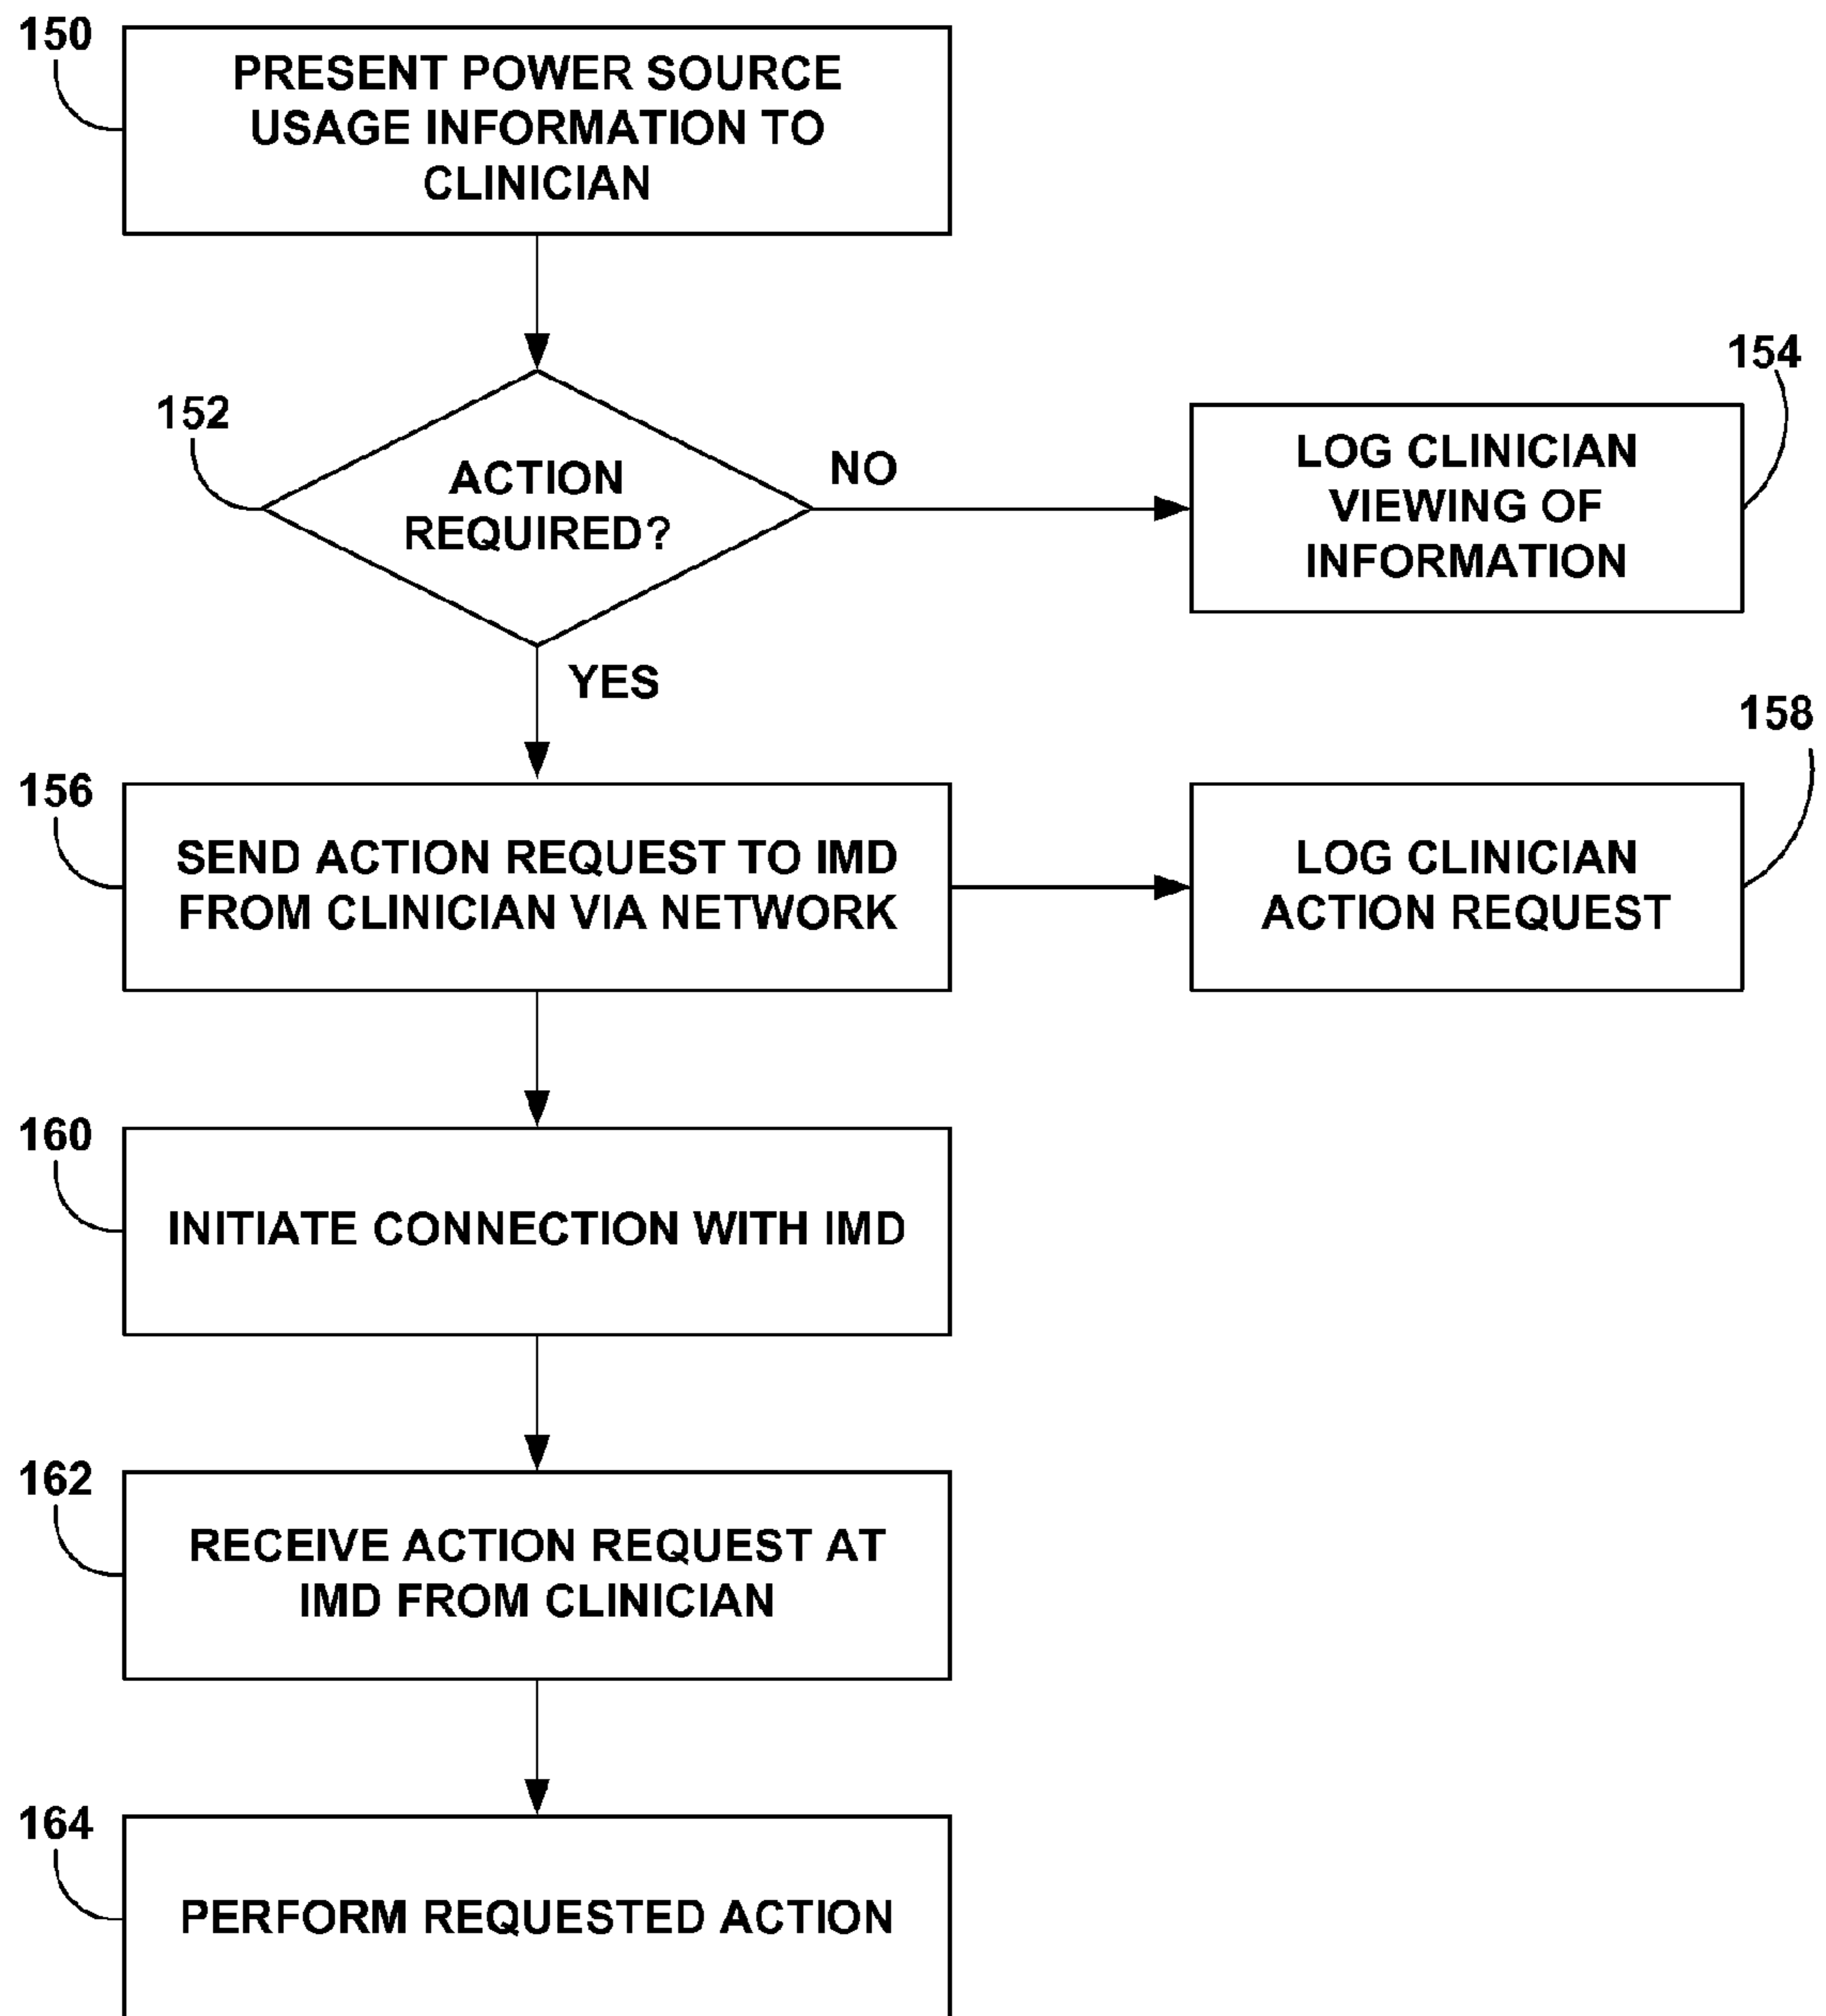 150
PRESENT POWER SOURCE
USAGE INFORMATION TO
CLINICIAN
152
ACTION
REQUIRED?
NO
154
LOG CLINICIAN
VIEWING OF
INFORMATION
YES
156
SEND ACTION REQUEST TO IMD
FROM CLINICIAN VIA NETWORK
158
LOG CLINICIAN
ACTION REQUEST
160
INITIATE CONNECTION WITH IMD
162
RECEIVE ACTION REQUEST AT
IMD FROM CLINICIAN
164
PERFORM REQUESTED ACTION